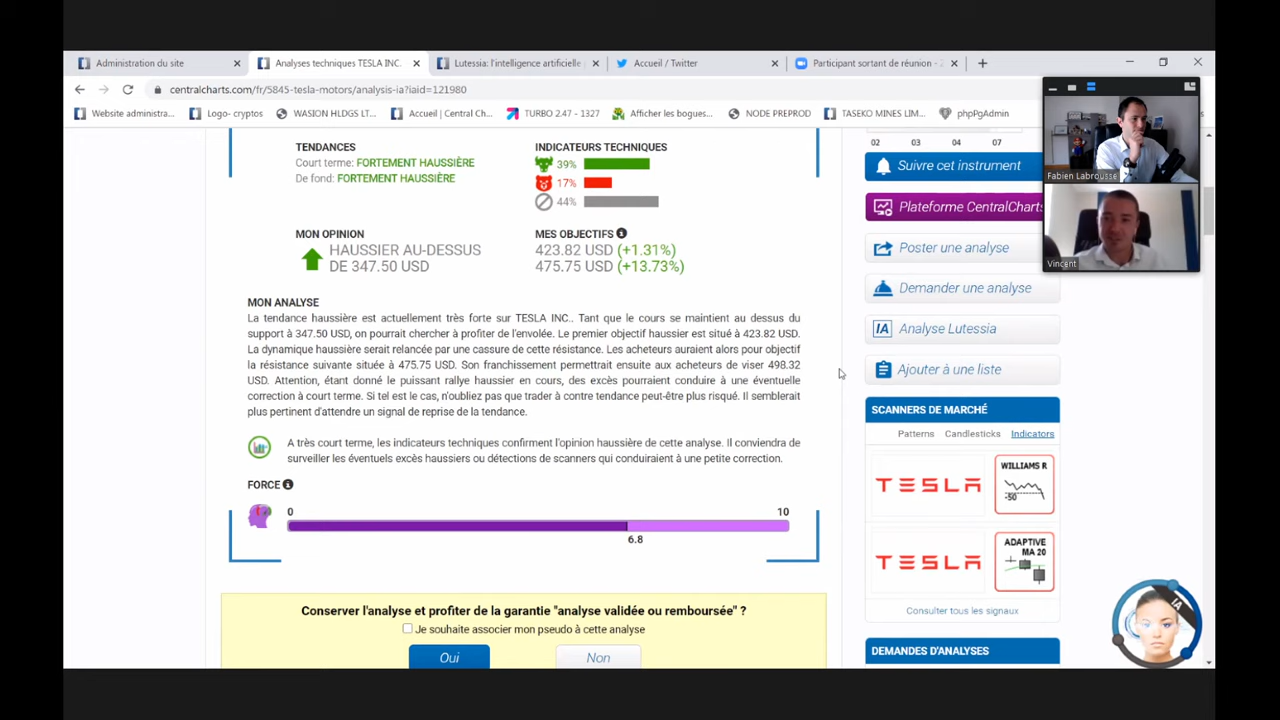 Administration du site
Analyses techniques TESLA INC.
Lutessia: l'intelligence artificielle
Accueil / Twitter
Participant sortant de réunion - Z
centralcharts.com/fr/5845-tesla-motors/analysis-ia?iaid=121980
Website administra...
Logo- cryptos
WASION HLDGS LT...
Accueil | Central Ch...
TURBO 2.47 - 1327
Afficher les bogues...
NODE PREPROD
TASEKO MINES LIM...
phpPgAdmin
Fabien Labrousse
Vincent
TENDANCES
Court terme: FORTEMENT HAUSSIÈRE
De fond: FORTEMENT HAUSSIÈRE
INDICATEURS TECHNIQUES
39%
17%
44%
MON OPINION
HAUSSIER AU-DESSUS
DE 347.50 USD
MES OBJECTIFS
423.82 USD (+1.31%)
475.75 USD (+13.73%)
MON ANALYSE
La tendance haussière est actuellement très forte sur TESLA INC.. Tant que le cours se maintient au dessus du
support à 347.50 USD, on pourrait chercher à profiter de l'envolée. Le premier objectif haussier est situé à 423.82 USD.
La dynamique haussière serait relancée par une cassure de cette résistance. Les acheteurs auraient alors pour objectif
la résistance suivante située à 475.75 USD. Son franchissement permettrait ensuite aux acheteurs de viser 498.32
USD. Attention, étant donné le puissant rallye haussier en cours, des excès pourraient conduire à une éventuelle
correction à court terme. Si tel est le cas, n'oubliez pas que trader à contre tendance peut-être plus risqué. Il semblerait
plus pertinent d'attendre un signal de reprise de la tendance.
A très court terme, les indicateurs techniques confirment l'opinion haussière de cette analyse. Il conviendra de
surveiller les éventuels excès haussiers ou détections de scanners qui conduiraient à une petite correction.
FORCE
0
10
6.8
Conserver l'analyse et profiter de la garantie "analyse validée ou remboursée" ?
Je souhaite associer mon pseudo à cette analyse
Oui
Non
02 03 04 07
Suivre cet instrument
Plateforme CentralCharts
Poster une analyse
Demander une analyse
IA Analyse Lutessia
Ajouter à une liste
SCANNERS DE MARCHÉ
Patterns Candlesticks Indicators
TESLA
WILLIAMS R
-50
TESLA
ADAPTIVE
MA 20
Consulter tous les signaux
DEMANDES D'ANALYSES
IA